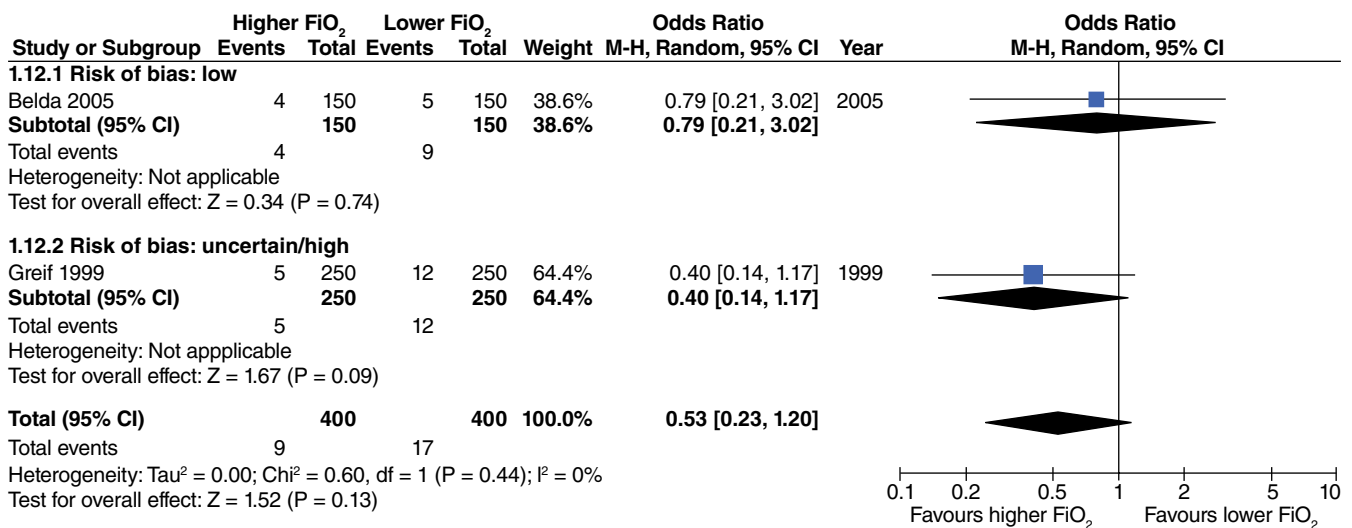 Higher FiO2 Lower FiO2 Odds Ratio Odds Ratio
Study or Subgroup Events Total Events Total Weight M-H, Random, 95% CI Year M-H, Random, 95% CI
1.12.1 Risk of bias: low
Belda 2005 4 150 5 150 38.6% 0.79 [0.21, 3.02] 2005
Subtotal (95% CI) 150 150 38.6% 0.79 [0.21, 3.02]
Total events 4 9
Heterogeneity: Not applicable
Test for overall effect: Z = 0.34 (P = 0.74)
1.12.2 Risk of bias: uncertain/high
Greif 1999 5 250 12 250 64.4% 0.40 [0.14, 1.17] 1999
Subtotal (95% CI) 250 250 64.4% 0.40 [0.14, 1.17]
Total events 5 12
Heterogeneity: Not appplicable
Test for overall effect: Z = 1.67 (P = 0.09)
Total (95% CI) 400 400 100.0% 0.53 [0.23, 1.20]
Total events 9 17
Heterogeneity: Tau² = 0.00; Chi² = 0.60, df = 1 (P = 0.44); I² = 0%
Test for overall effect: Z = 1.52 (P = 0.13)
0.1 0.2 0.5 1 2 5 10
Favours higher FiO2 Favours lower FiO2